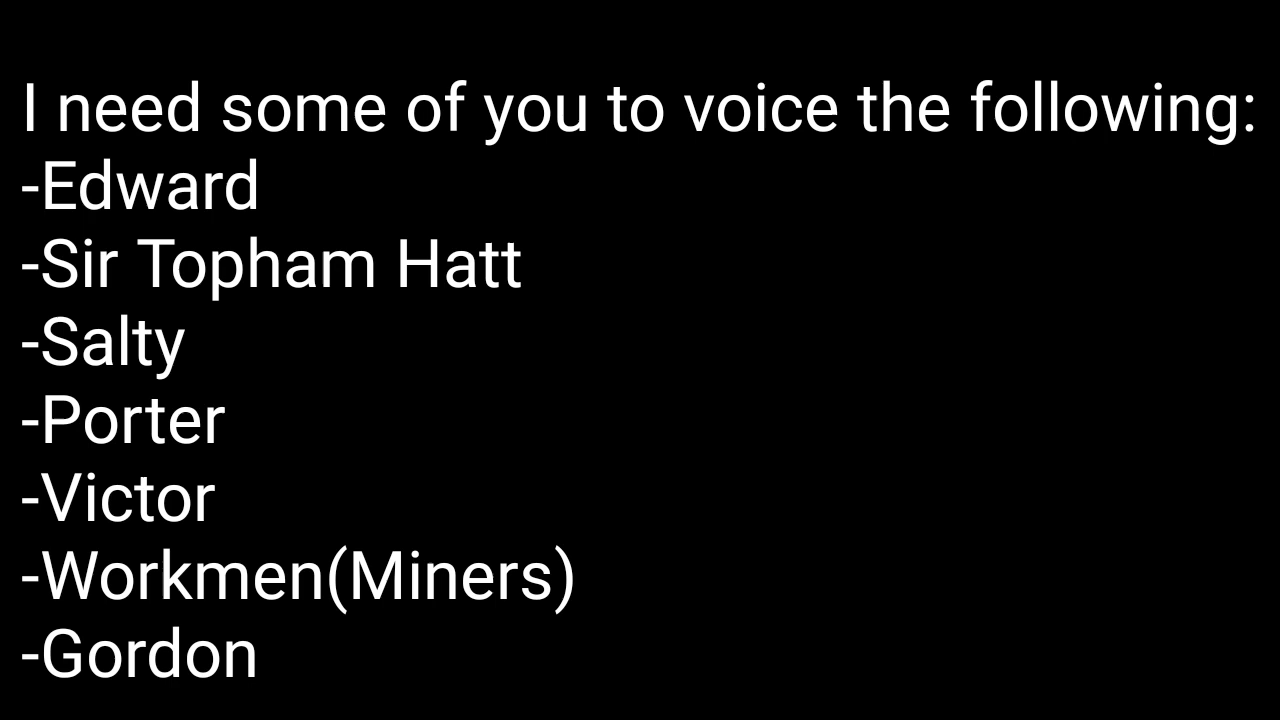 I need some of you to voice the following:
-Edward
-Sir Topham Hatt
-Salty
-Porter
-Victor
-Workmen(Miners)
-Gordon